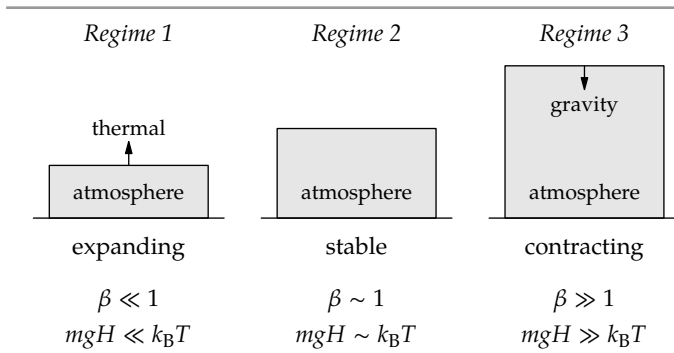 Regime 1 Regime 2 Regime 3
gravity
thermal
atmosphere atmosphere atmosphere
expanding stable contracting
β ≪ 1 β ∼ 1 β ≫ 1
mgH ≪ k_BT mgH ∼ k_BT mgH ≫ k_BT